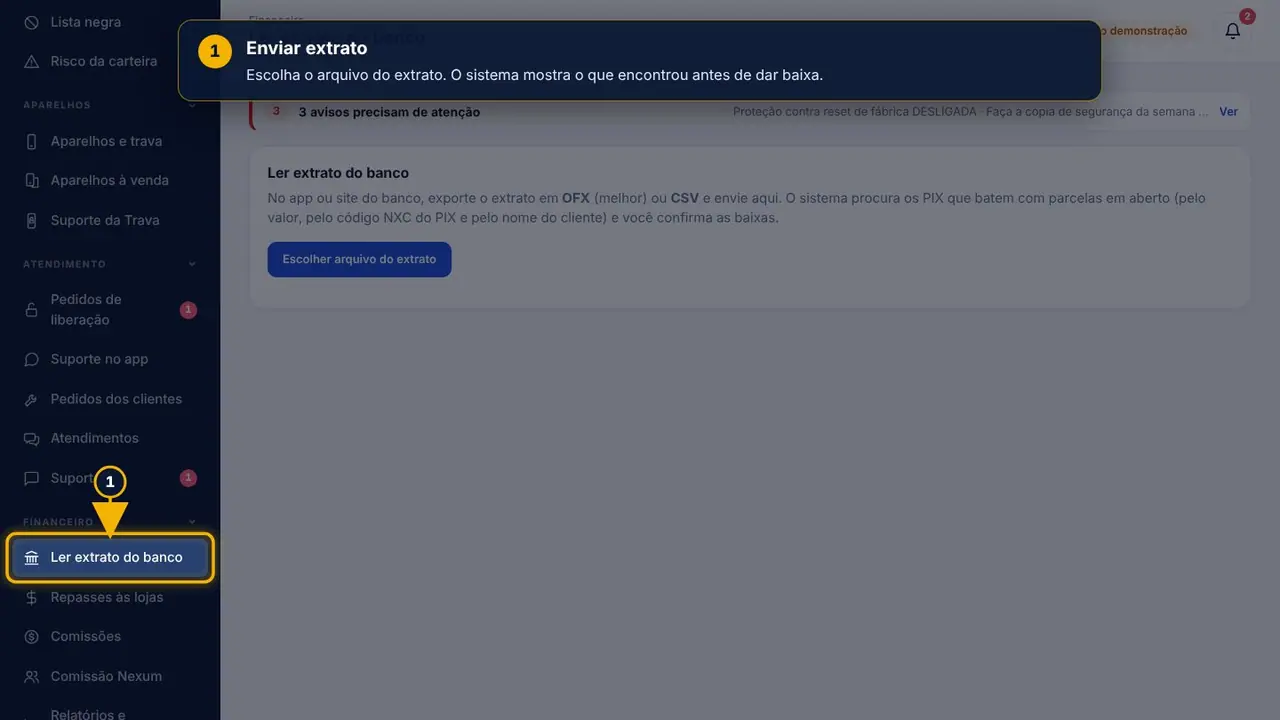 Lista negra
Risco da carteira
APARELHOS
Aparelhos e trava
Aparelhos à venda
Suporte da Trava
ATENDIMENTO
Pedidos de
liberação
1
Suporte no app
Pedidos dos clientes
Atendimentos
1
1
FINANCEIRO
Ler extrato do banco
Repasses às lojas
Comissões
Comissão Nexum
Relatórios e
Financeiro
1
Enviar extrato
Escolha o arquivo do extrato. O sistema mostra o que encontrou antes de dar baixa.
demonstração
2
3
3 avisos precisam de atenção
Proteção contra reset de fábrica DESLIGADA · Faça a cópia de segurança da semana ...
Ver
Ler extrato do banco
No app ou site do banco, exporte o extrato em OFX (melhor) ou CSV e envie aqui. O sistema procura os PIX que batem com parcelas em aberto (pelo
valor, pelo código NXC do PIX e pelo nome do cliente) e você confirma as baixas.
Escolher arquivo do extrato